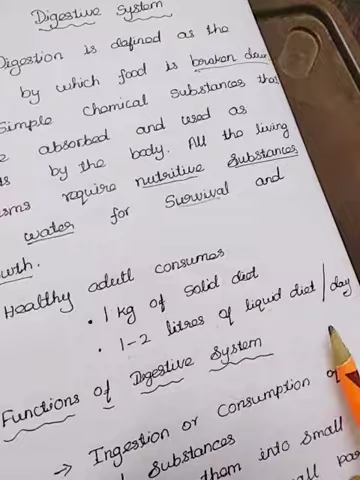 Digestive System
Digestion is defined as the
by which food is broken dow
Simple chemical substances that
absorbed and used as
by the body. All the living
require nutritive substances
water for Survival and
Healthy adult consumes
• 1 kg of solid diet
• 1-2 litres of liquid diet / day
Functions of Digestive System
→ Ingestion or Consumption of
Substances
them into small